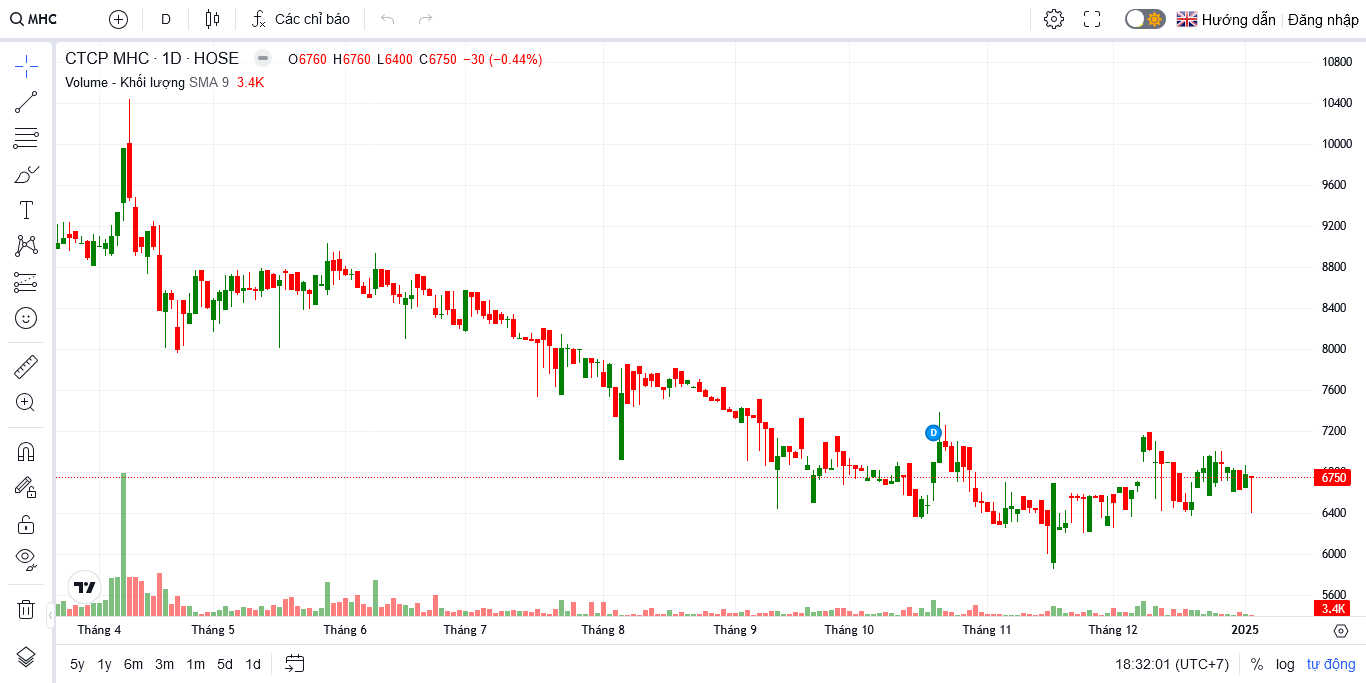 MHC D Các chỉ báo Hướng dẫn Đăng nhập
CTCP MHC · 1D · HOSE O6760 H6760 L6400 C6750 −30 (−0.44%)
Volume - Khối lượng SMA 9 3.4K
10800
10400
10000
9600
9200
8800
8400
8000
7600
7200
D
6750
6400
6000
5600
3.4K
Tháng 4 Tháng 5 Tháng 6 Tháng 7 Tháng 8 Tháng 9 Tháng 10 Tháng 11 Tháng 12 2025
5y 1y 6m 3m 1m 5d 1d 18:32:01 (UTC+7) % log tự động